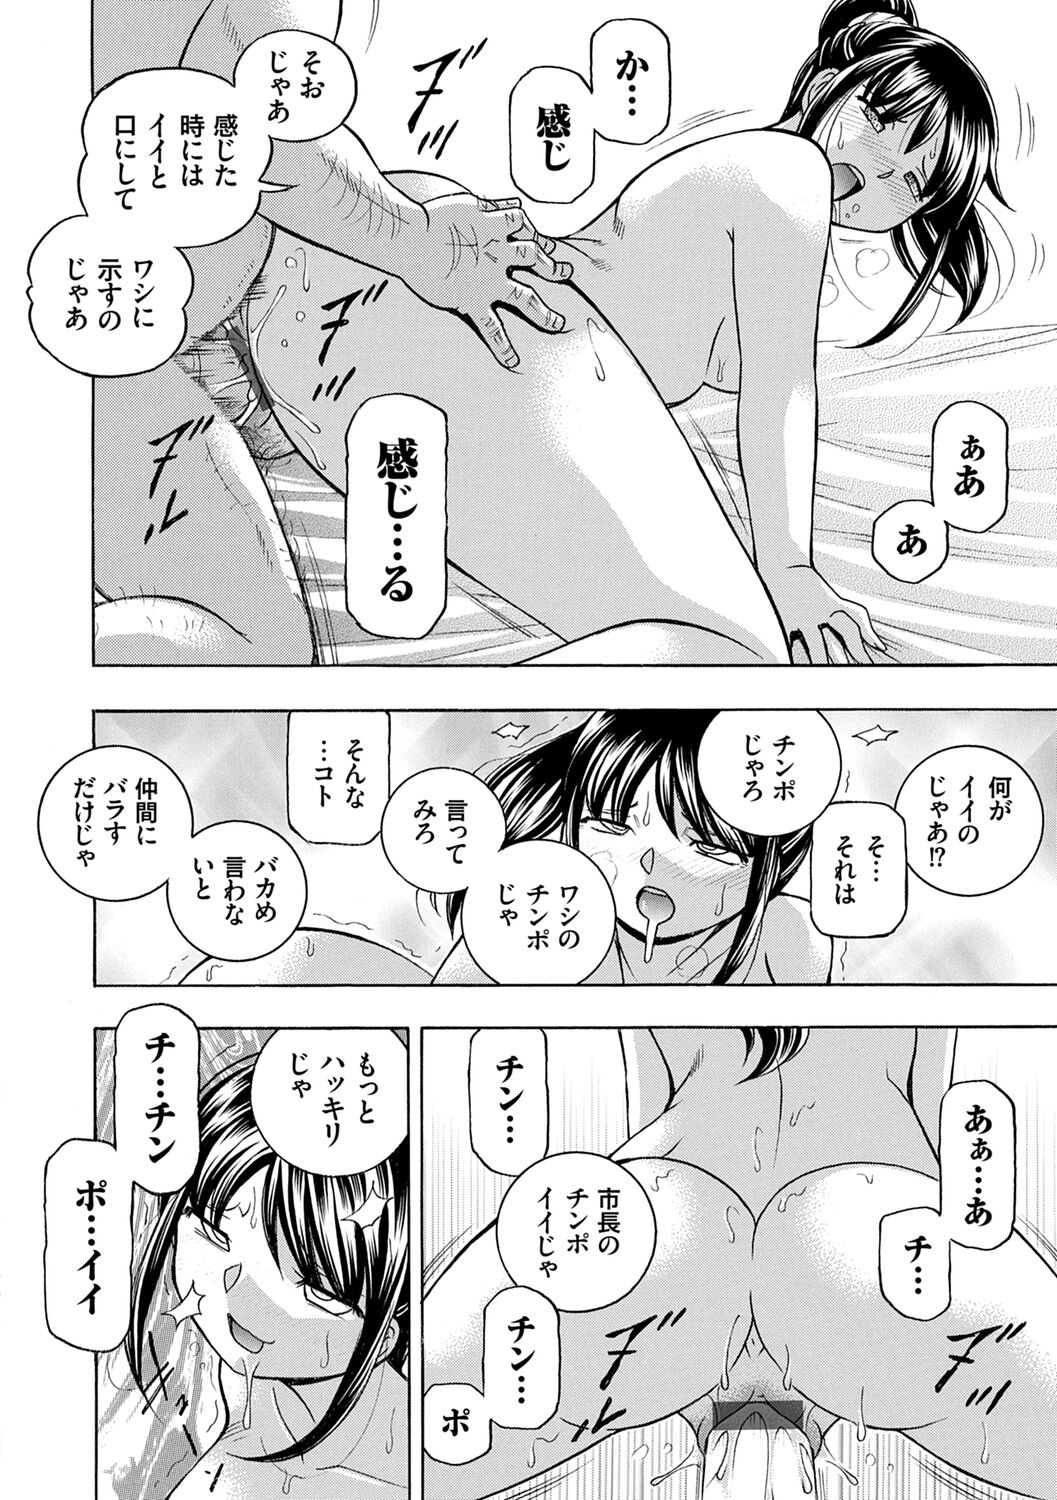 か…
感じ
そお
じゃあ
感じた
時には
イイと
口にして
ワシに
示すの
じゃあ
感じ…る
ぁあ
あ
何が
イイの
じゃあ!?
そ…
それは
チンポ
じゃろ
言って
みろ
ワシの
チンポ
じゃ
そんな
…コト
バカめ
言わな
いと
仲間に
バラす
だけじゃ
あぁ…あ
チ…
チン…
市長の
チンポ
イイじゃ
チン…
ポ
もっと
ハッキリ
じゃ
チ…チン
ポ…イイ